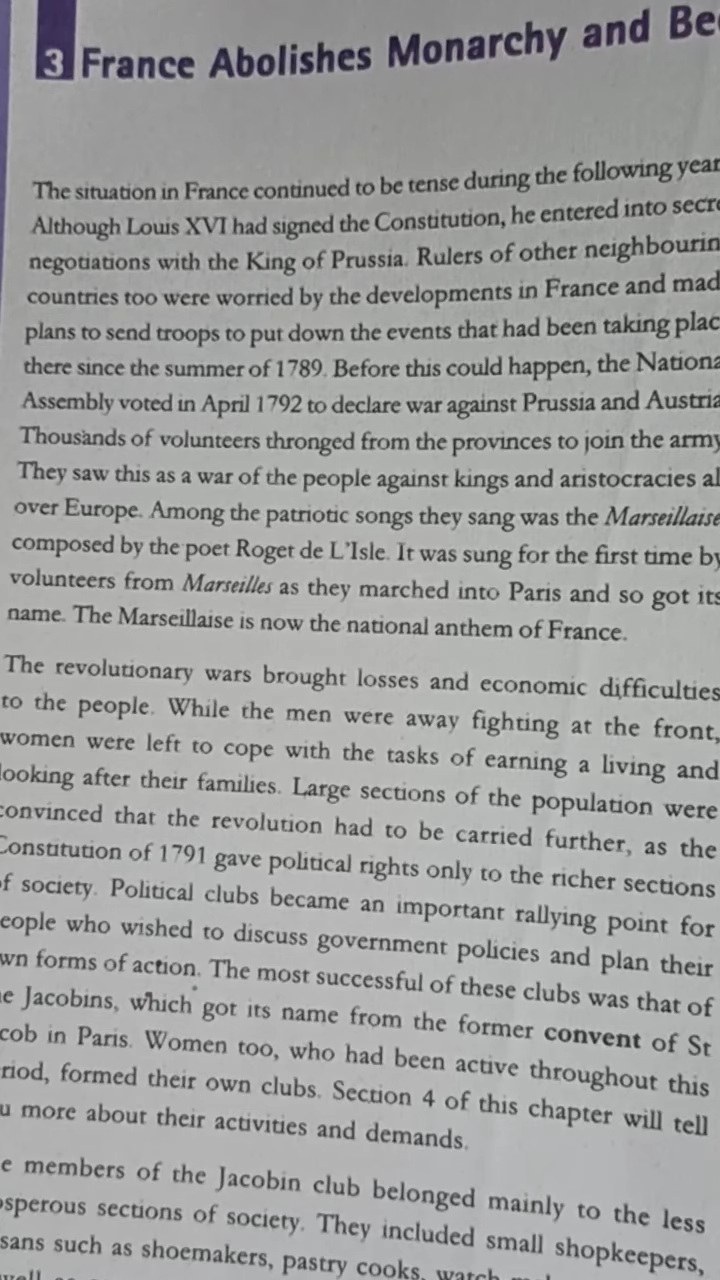 3 France Abolishes Monarchy and Be
The situation in France continued to be tense during the following year
Although Louis XVI had signed the Constitution, he entered into secr
negotiations with the King of Prussia. Rulers of other neighbourin
countries too were worried by the developments in France and mad
plans to send troops to put down the events that had been taking plac
there since the summer of 1789. Before this could happen, the Nationa
Assembly voted in April 1792 to declare war against Prussia and Austria
Thousands of volunteers thronged from the provinces to join the army
They saw this as a war of the people against kings and aristocracies al
over Europe. Among the patriotic songs they sang was the Marseillaise
composed by the poet Roget de L'Isle. It was sung for the first time by
volunteers from Marseilles as they marched into Paris and so got its
name. The Marseillaise is now the national anthem of France.
The revolutionary wars brought losses and economic difficulties
to the people. While the men were away fighting at the front,
women were left to cope with the tasks of earning a living and
looking after their families. Large sections of the population were
convinced that the revolution had to be carried further, as the
Constitution of 1791 gave political rights only to the richer sections
of society. Political clubs became an important rallying point for
eople who wished to discuss government policies and plan their
wn forms of action. The most successful of these clubs was that of
e Jacobins, which got its name from the former convent of St
cob in Paris. Women too, who had been active throughout this
riod, formed their own clubs. Section 4 of this chapter will tell
u more about their activities and demands.
e members of the Jacobin club belonged mainly to the less
osperous sections of society. They included small shopkeepers,
sans such as shoemakers, pastry cooks,